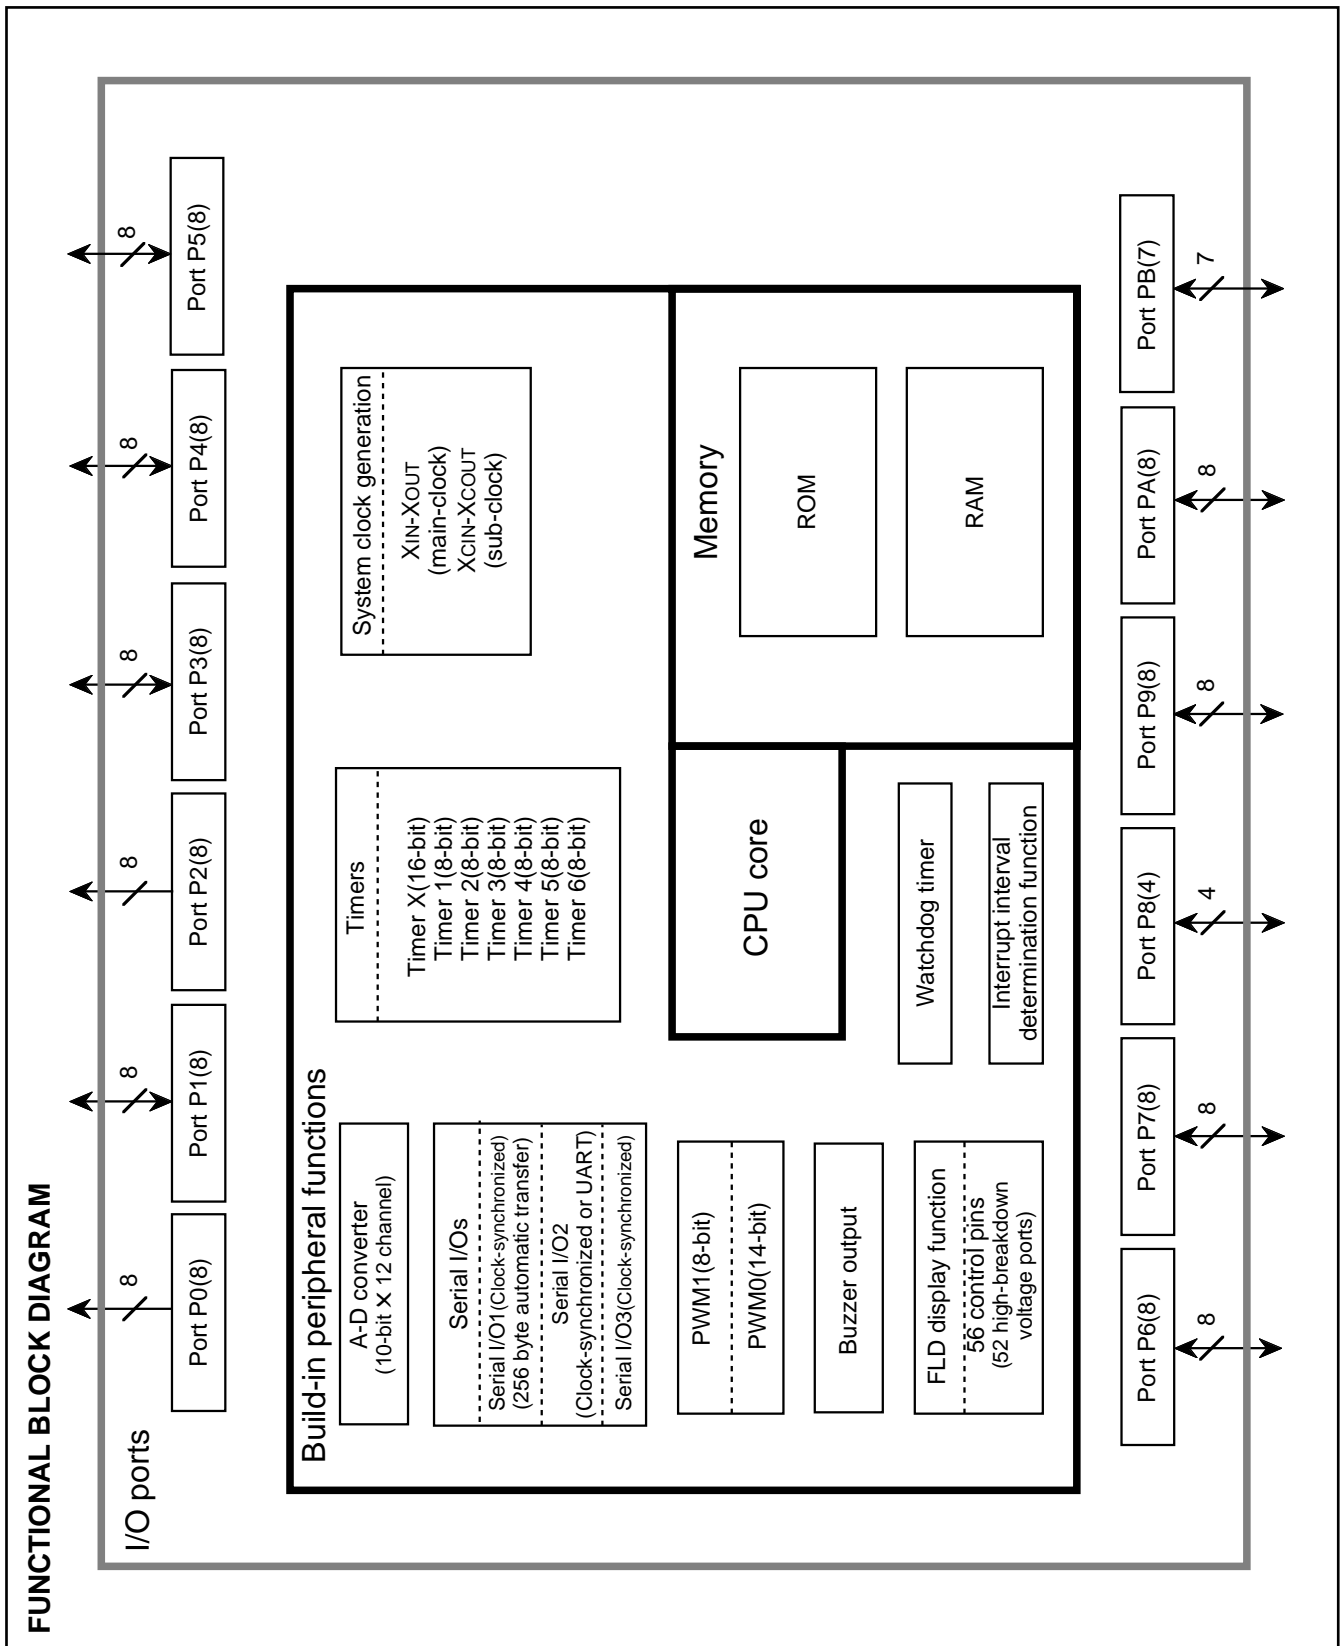 FUNCTIONAL BLOCK DIAGRAM
I/O ports
8
8
8
8
8
8
Port P0(8)
Port P1(8)
Port P2(8)
Port P3(8)
Port P4(8)
Port P5(8)
Build-in peripheral functions
A-D converter
(10-bit X 12 channel)
Serial I/Os
Serial I/O1(Clock-synchronized)
(256 byte automatic transfer)
Serial I/O2
(Clock-synchronized or UART)
Serial I/O3(Clock-synchronized)
PWM1(8-bit)
PWM0(14-bit)
Buzzer output
FLD display function
56 control pins
(52 high-breakdown
voltage ports)
Timers
Timer X(16-bit)
Timer 1(8-bit)
Timer 2(8-bit)
Timer 3(8-bit)
Timer 4(8-bit)
Timer 5(8-bit)
Timer 6(8-bit)
CPU core
Watchdog timer
Interrupt interval
determination function
System clock generation
XIN-XOUT
(main-clock)
XCIN-XCOUT
(sub-clock)
Memory
ROM
RAM
Port P6(8)
Port P7(8)
Port P8(4)
Port P9(8)
Port PA(8)
Port PB(7)
8
8
4
8
8
7